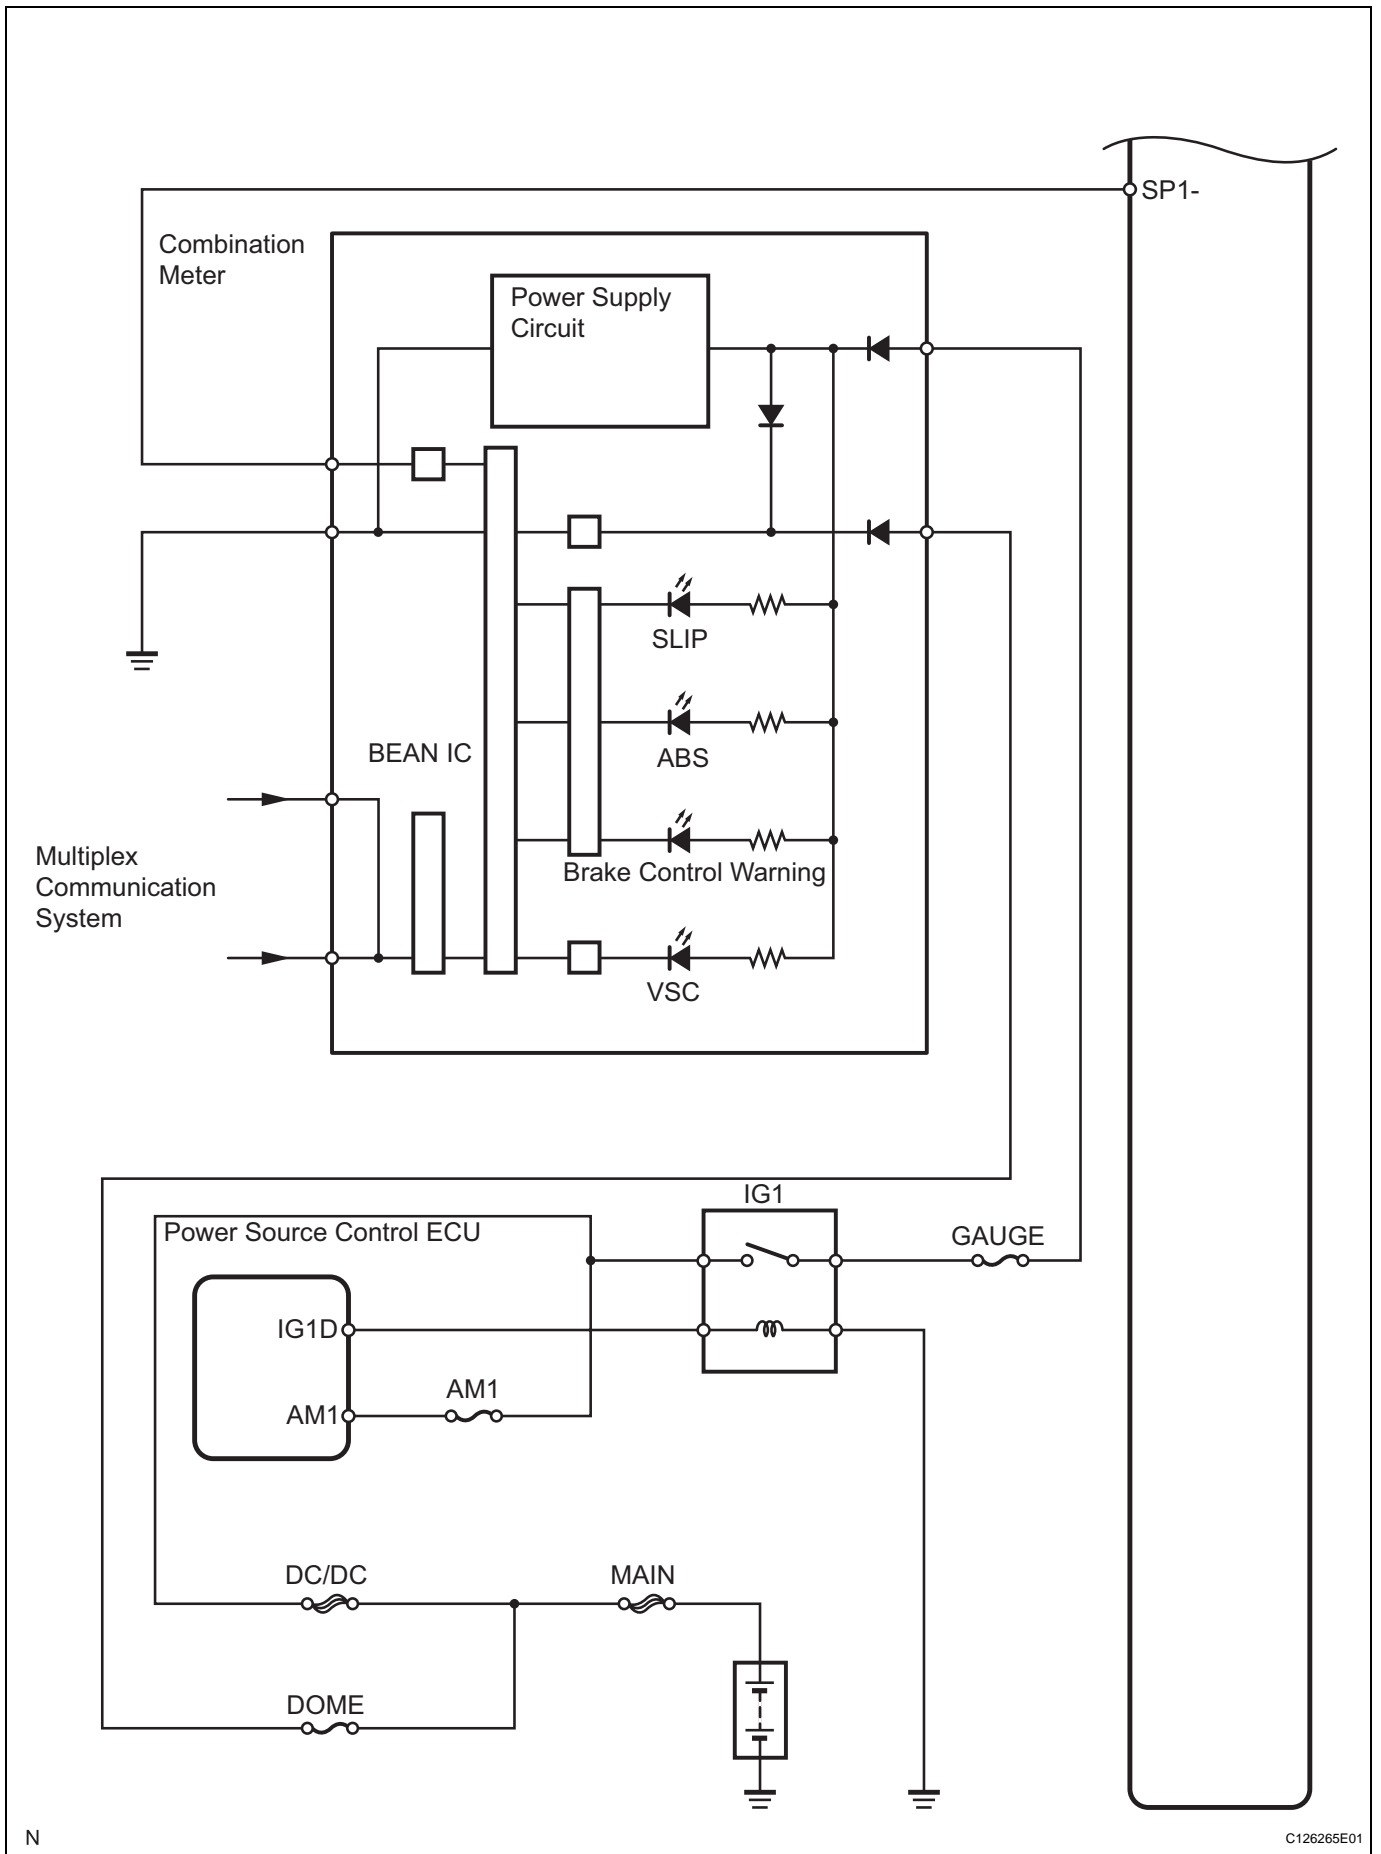 SP1-
Combination
Meter
Power Supply
Circuit
SLIP
BEAN IC
ABS
Multiplex
Communication
System
Brake Control Warning
VSC
IG1
Power Source Control ECU
GAUGE
IG1D
AM1
AM1
DC/DC
MAIN
DOME
N
C126265E01